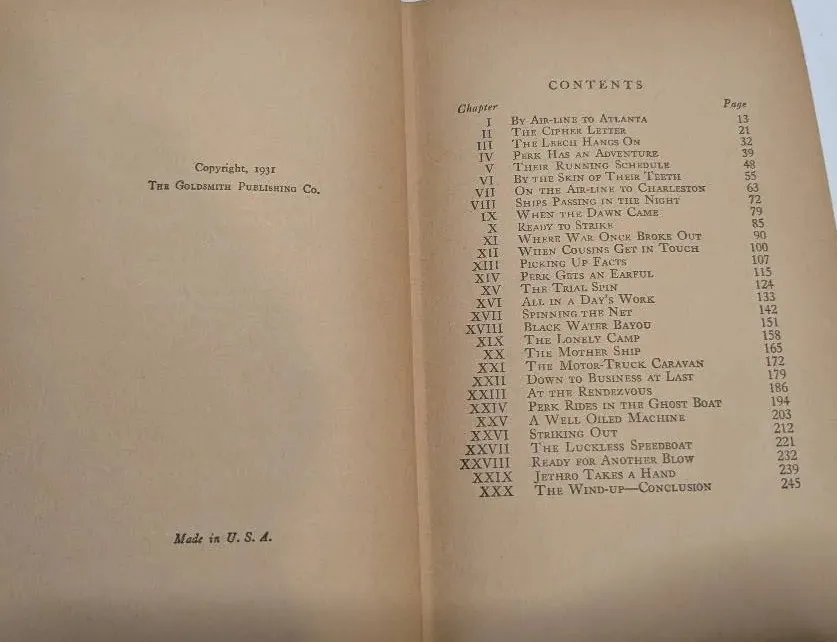 Copyright, 1931
The Goldsmith Publishing Co.
Made in U. S. A.
CONTENTS
Chapter Page
I By Air-line to Atlanta 13
II The Cipher Letter 21
III The Leech Hangs On 32
IV Perk Has an Adventure 39
V Their Running Schedule 48
VI By the Skin of Their Teeth 55
VII On the Air-line to Charleston 63
VIII Ships Passing in the Night 72
IX When the Dawn Came 79
X Ready to Strike 85
XI Where War Once Broke Out 90
XII When Cousins Get in Touch 100
XIII Picking Up Facts 107
XIV Perk Gets an Earful 115
XV The Trial Spin 124
XVI All in a Day's Work 133
XVII Spinning the Net 142
XVIII Black Water Bayou 151
XIX The Lonely Camp 158
XX The Mother Ship 165
XXI The Motor-Truck Caravan 172
XXII Down to Business at Last 179
XXIII At the Rendezvous 186
XXIV Perk Rides in the Ghost Boat 194
XXV A Well Oiled Machine 203
XXVI Striking Out 212
XXVII The Luckless Speedboat 221
XXVIII Ready for Another Blow 232
XXIX Jethro Takes a Hand 239
XXX The Wind-up—Conclusion 245